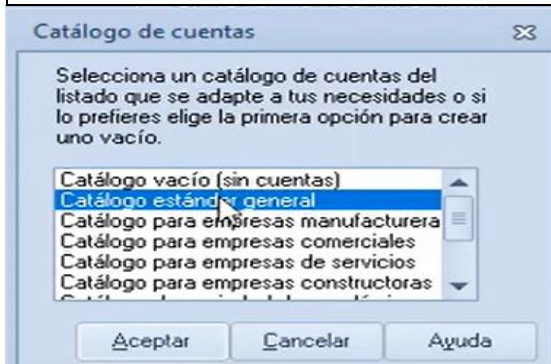 Catálogo de cuentas
Selecciona un catálogo de cuentas del
listado que se adapte a tus necesidades o si
lo prefieres elige la primera opción para crear
uno vacío.
Catálogo vacío (sin cuentas)
Catálogo estánder general
Catálogo para empresas manufacturera
Catálogo para empresas comerciales
Catálogo para empresas de servicios
Catálogo para empresas constructoras
Aceptar
Cancelar
Ayuda